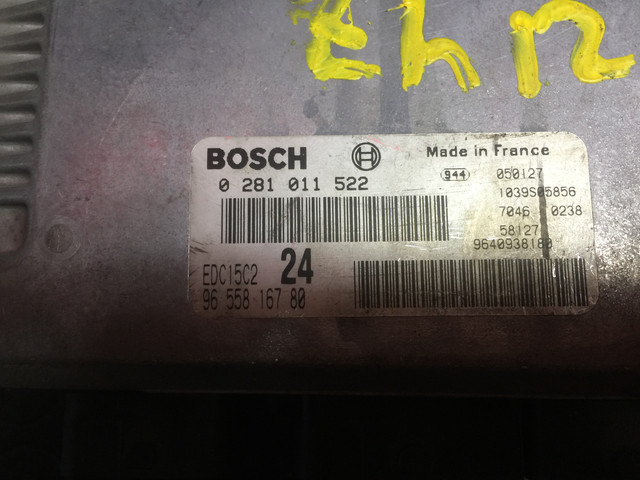 BOSCH
Made in France
0 281 011 522
944 050127
1039S05856
7046 0238
58127
9640938180
EDC15C2 24
96 558 167 80